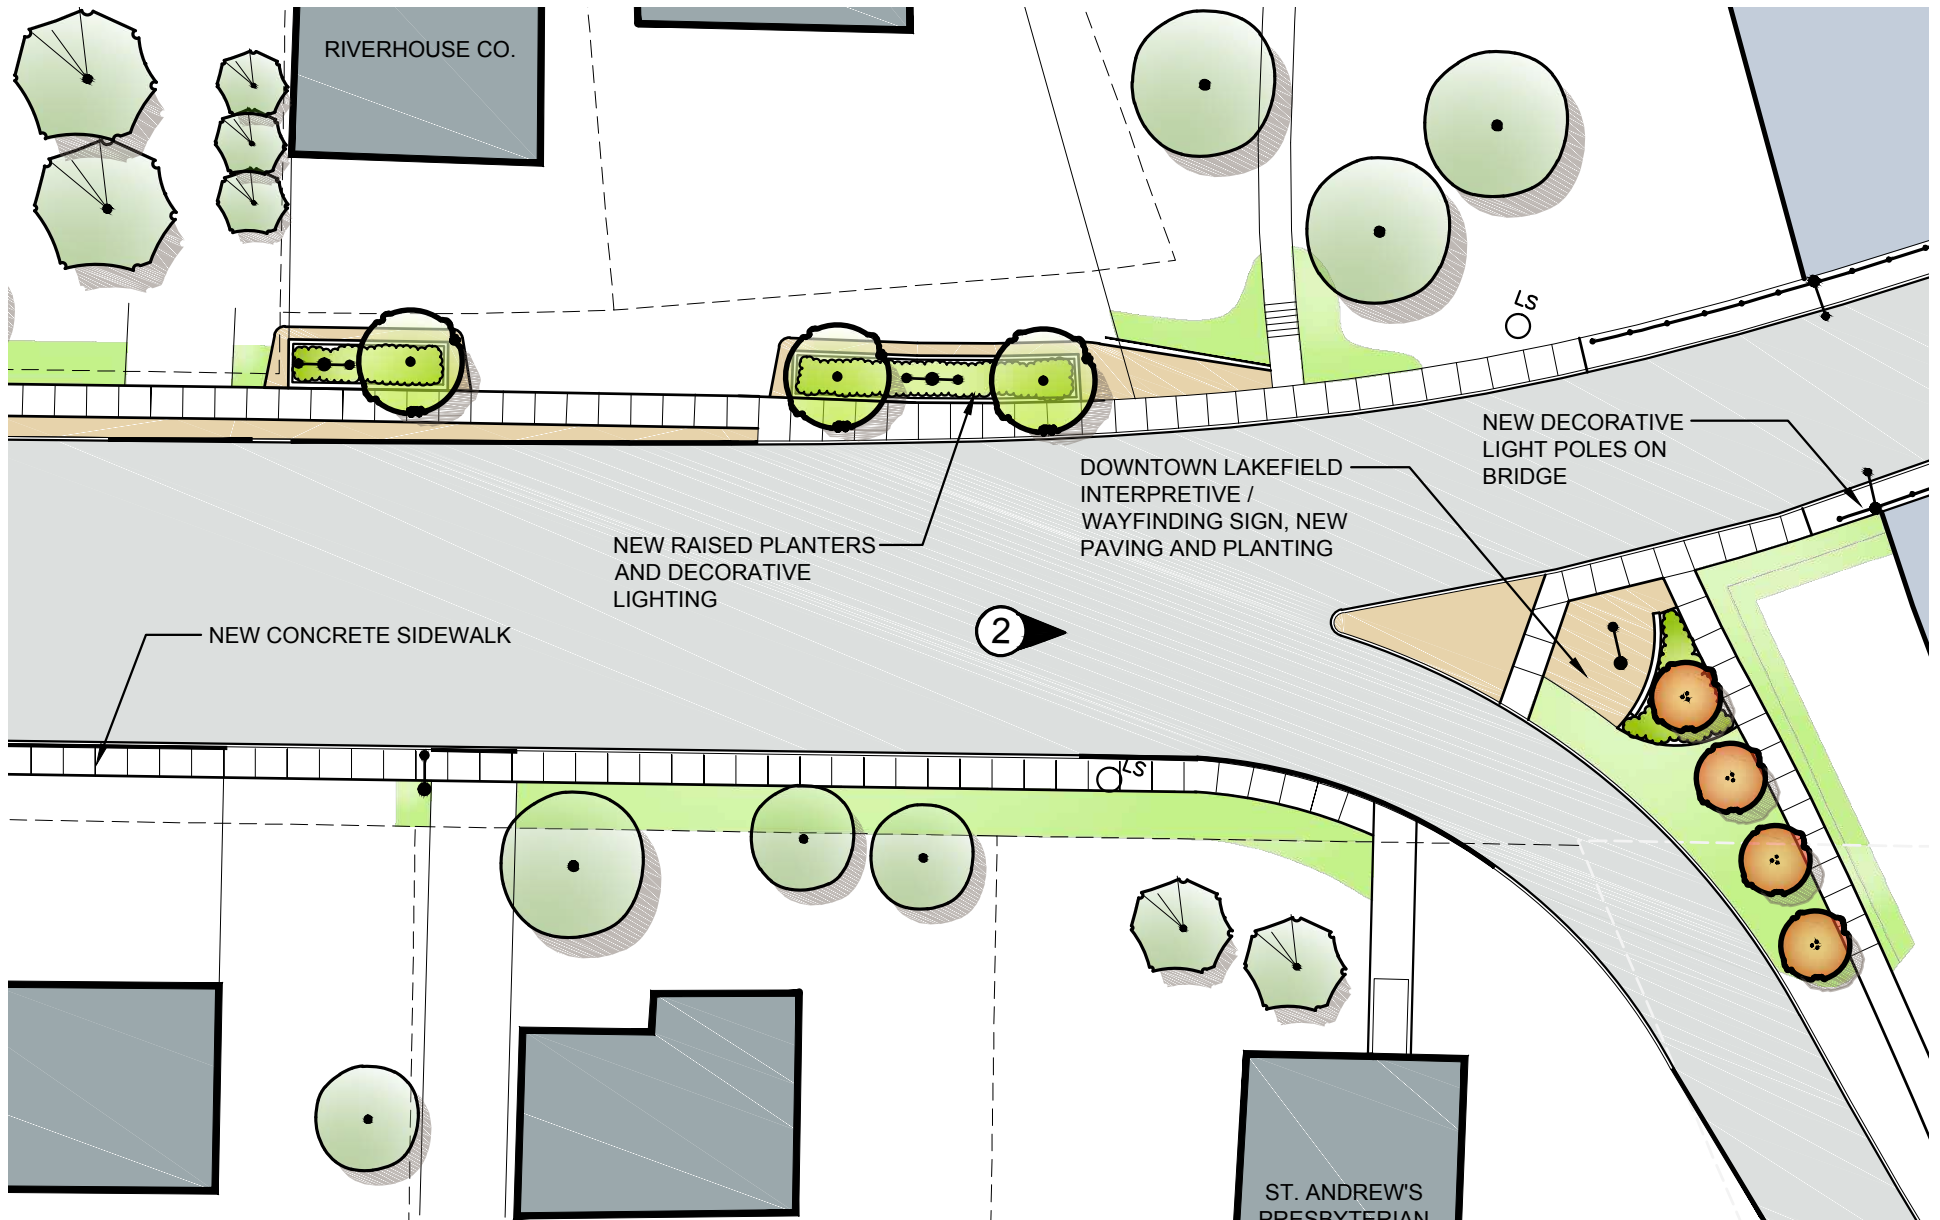 RIVERHOUSE CO.
LS
NEW DECORATIVE
LIGHT POLES ON
BRIDGE
DOWNTOWN LAKEFIELD
INTERPRETIVE /
WAYFINDING SIGN, NEW
PAVING AND PLANTING
NEW RAISED PLANTERS
AND DECORATIVE
LIGHTING
2
NEW CONCRETE SIDEWALK
LS
ST. ANDREW'S
PRESBYTERIAN